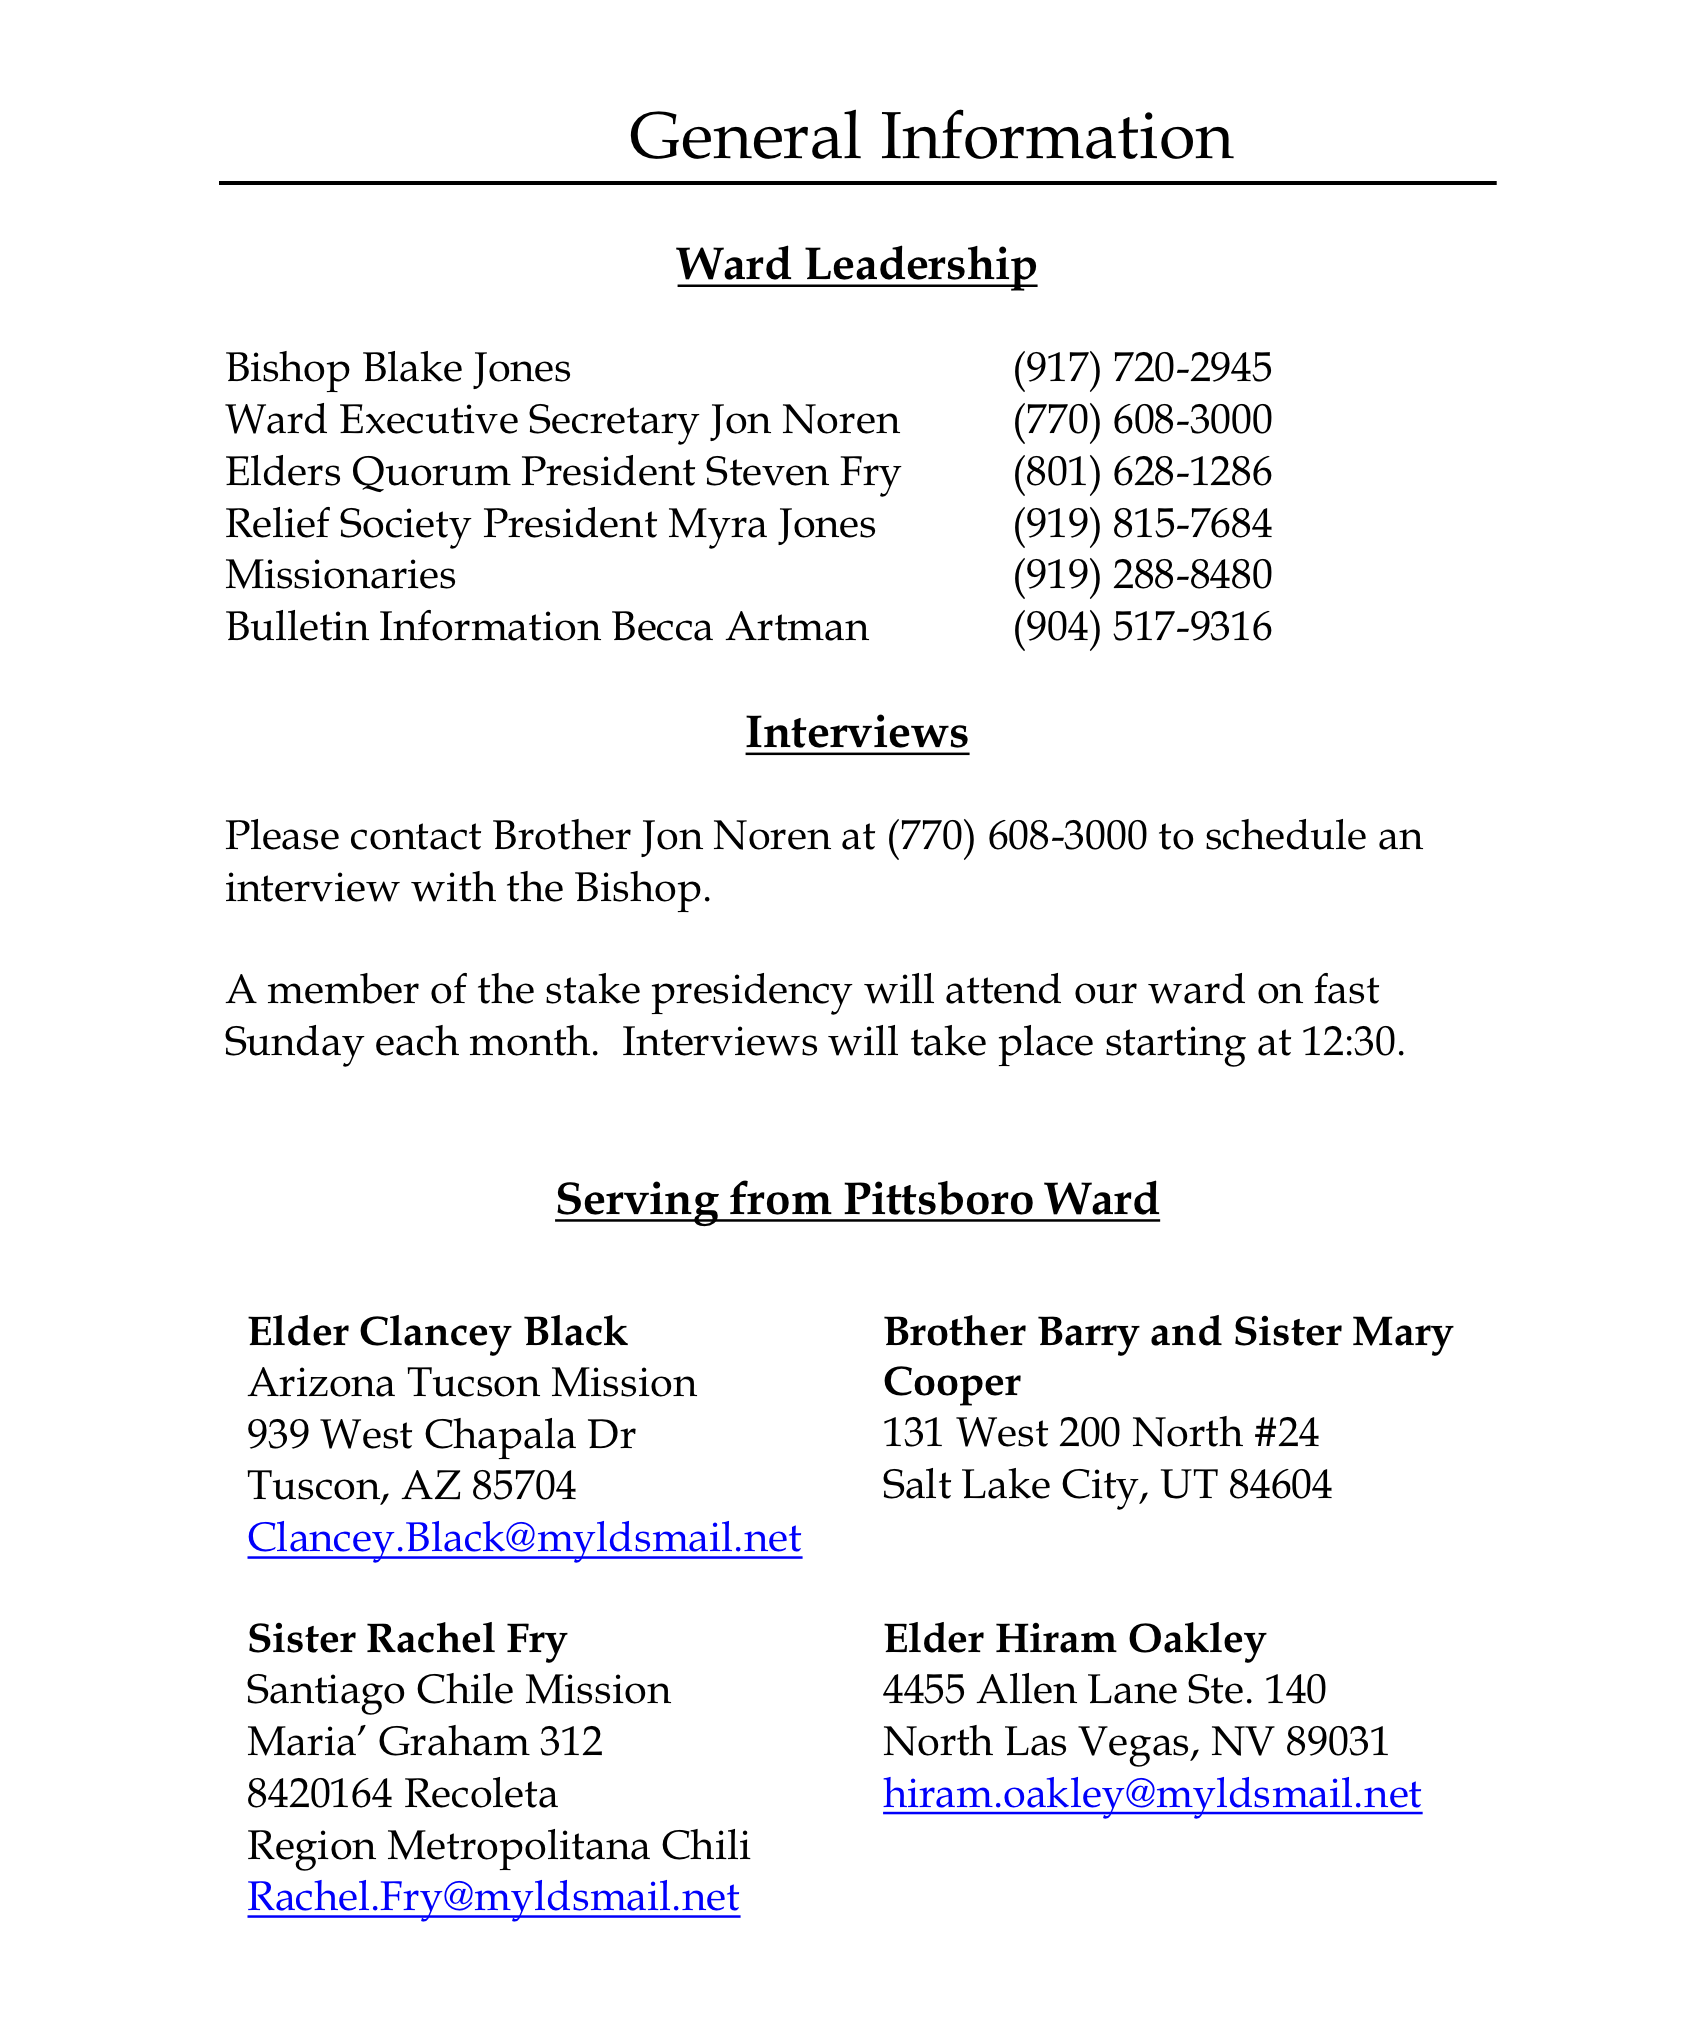 General Information
Ward Leadership
Bishop Blake Jones (917) 720-2945
Ward Executive Secretary Jon Noren (770) 608-3000
Elders Quorum President Steven Fry (801) 628-1286
Relief Society President Myra Jones (919) 815-7684
Missionaries (919) 288-8480
Bulletin Information Becca Artman (904) 517-9316
Interviews
Please contact Brother Jon Noren at (770) 608-3000 to schedule an
interview with the Bishop.
A member of the stake presidency will attend our ward on fast
Sunday each month.  Interviews will take place starting at 12:30.
Serving from Pittsboro Ward
Elder Clancey Black
Arizona Tucson Mission
939 West Chapala Dr
Tuscon, AZ 85704
Clancey.Black@myldsmail.net
Brother Barry and Sister Mary
Cooper
131 West 200 North #24
Salt Lake City, UT 84604
Sister Rachel Fry
Santiago Chile Mission
Maria’ Graham 312
8420164 Recoleta
Region Metropolitana Chili
Rachel.Fry@myldsmail.net
Elder Hiram Oakley
4455 Allen Lane Ste. 140
North Las Vegas, NV 89031
hiram.oakley@myldsmail.net